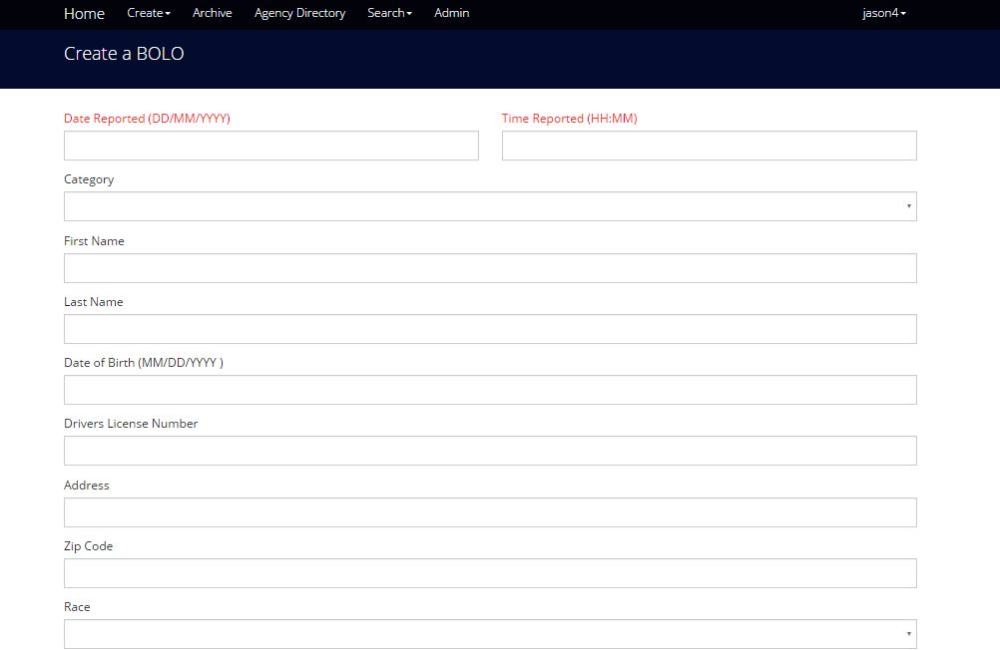 Home Create Archive Agency Directory Search Admin jason4
Create a BOLO
Date Reported (DD/MM/YYYY) Time Reported (HH:MM)
Category
First Name
Last Name
Date of Birth (MM/DD/YYYY )
Drivers License Number
Address
Zip Code
Race